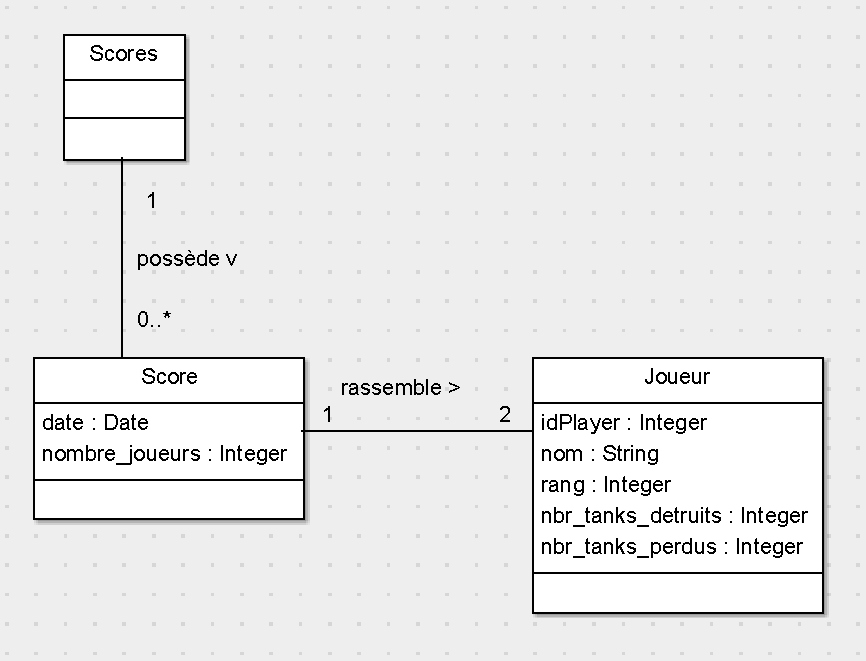 Scores
1
possède v
0..*
Score
date : Date
nombre_joueurs : Integer
rassemble >
1
2
Joueur
idPlayer : Integer
nom : String
rang : Integer
nbr_tanks_detruits : Integer
nbr_tanks_perdus : Integer